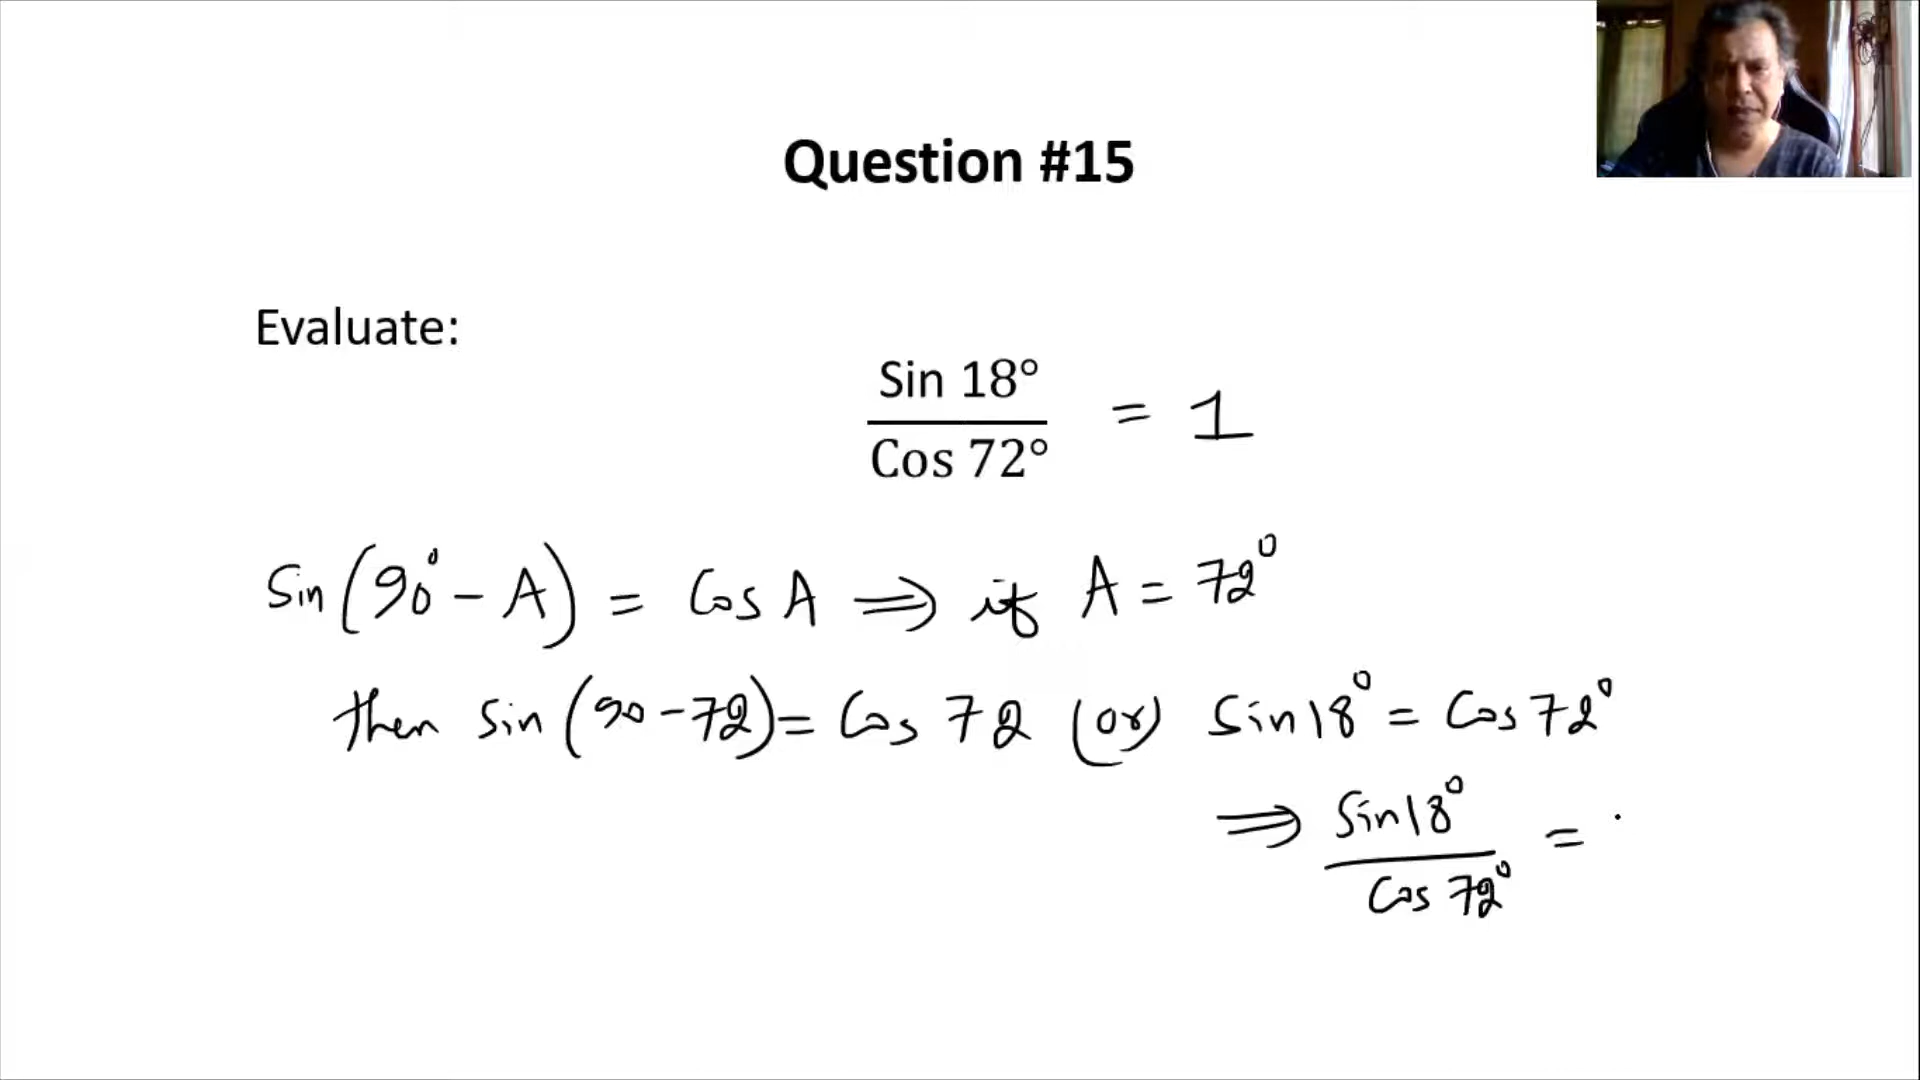 Question #15
Evaluate:
Sin 18°
Cos 72°
= 1
Sin (90° - A) = Cos A ⟹ if A = 72°
then Sin (90 - 72) = Cos 72 (or) Sin 18° = Cos 72°
⟹ Sin 18°
Cos 72°
=